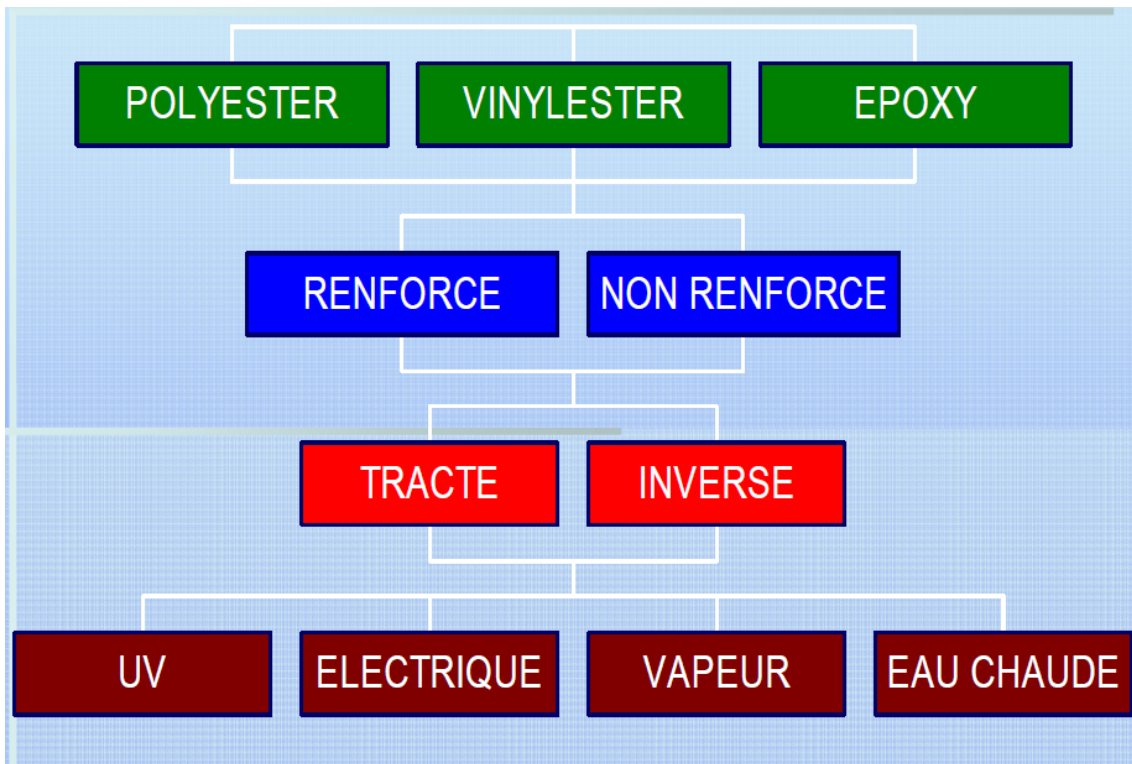 POLYESTER
VINYLESTER
EPOXY
RENFORCE
NON RENFORCE
TRACTE
INVERSE
UV
ELECTRIQUE
VAPEUR
EAU CHAUDE